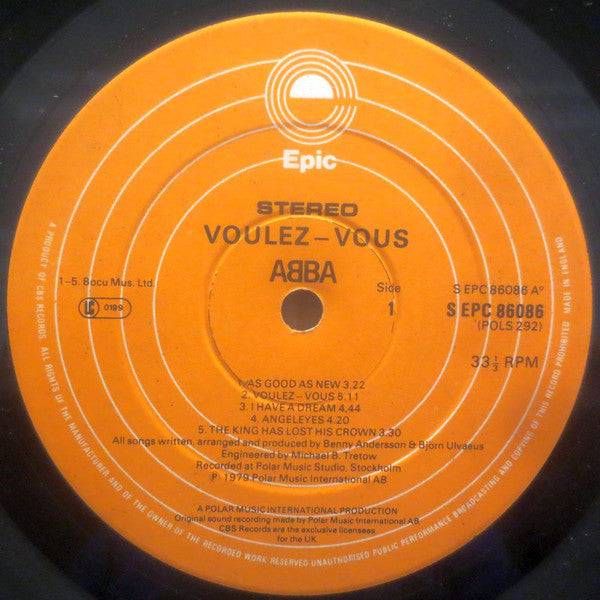 Epic
STEREO
VOULEZ–VOUS
ABBA
1-5. Bocu Mus. Ltd.
LC 0199
Side
1
S EPC 86086 A°
S EPC 86086
(POLS 292)
33 1/3 RPM
1. AS GOOD AS NEW 3.22
2. VOULEZ–VOUS 5.11
3. I HAVE A DREAM 4.44
4. ANGELEYES 4.20
5. THE KING HAS LOST HIS CROWN 3.30
All songs written, arranged and produced by Benny Andersson & Björn Ulvaeus
Engineered by Michael B. Tretow
Recorded at Polar Music Studio, Stockholm
Ⓟ 1979 Polar Music International AB
A POLAR MUSIC INTERNATIONAL PRODUCTION
Original sound recording made by Polar Music International AB
CBS Records are the exclusive licensees
for the UK
A PRODUCT OF CBS RECORDS. ALL RIGHTS OF THE MANUFACTURER AND OF THE OWNER OF THE RECORDED WORK RESERVED UNAUTHORISED PUBLIC PERFORMANCE BROADCASTING AND COPYING OF THIS RECORD PROHIBITED MADE IN ENGLAND